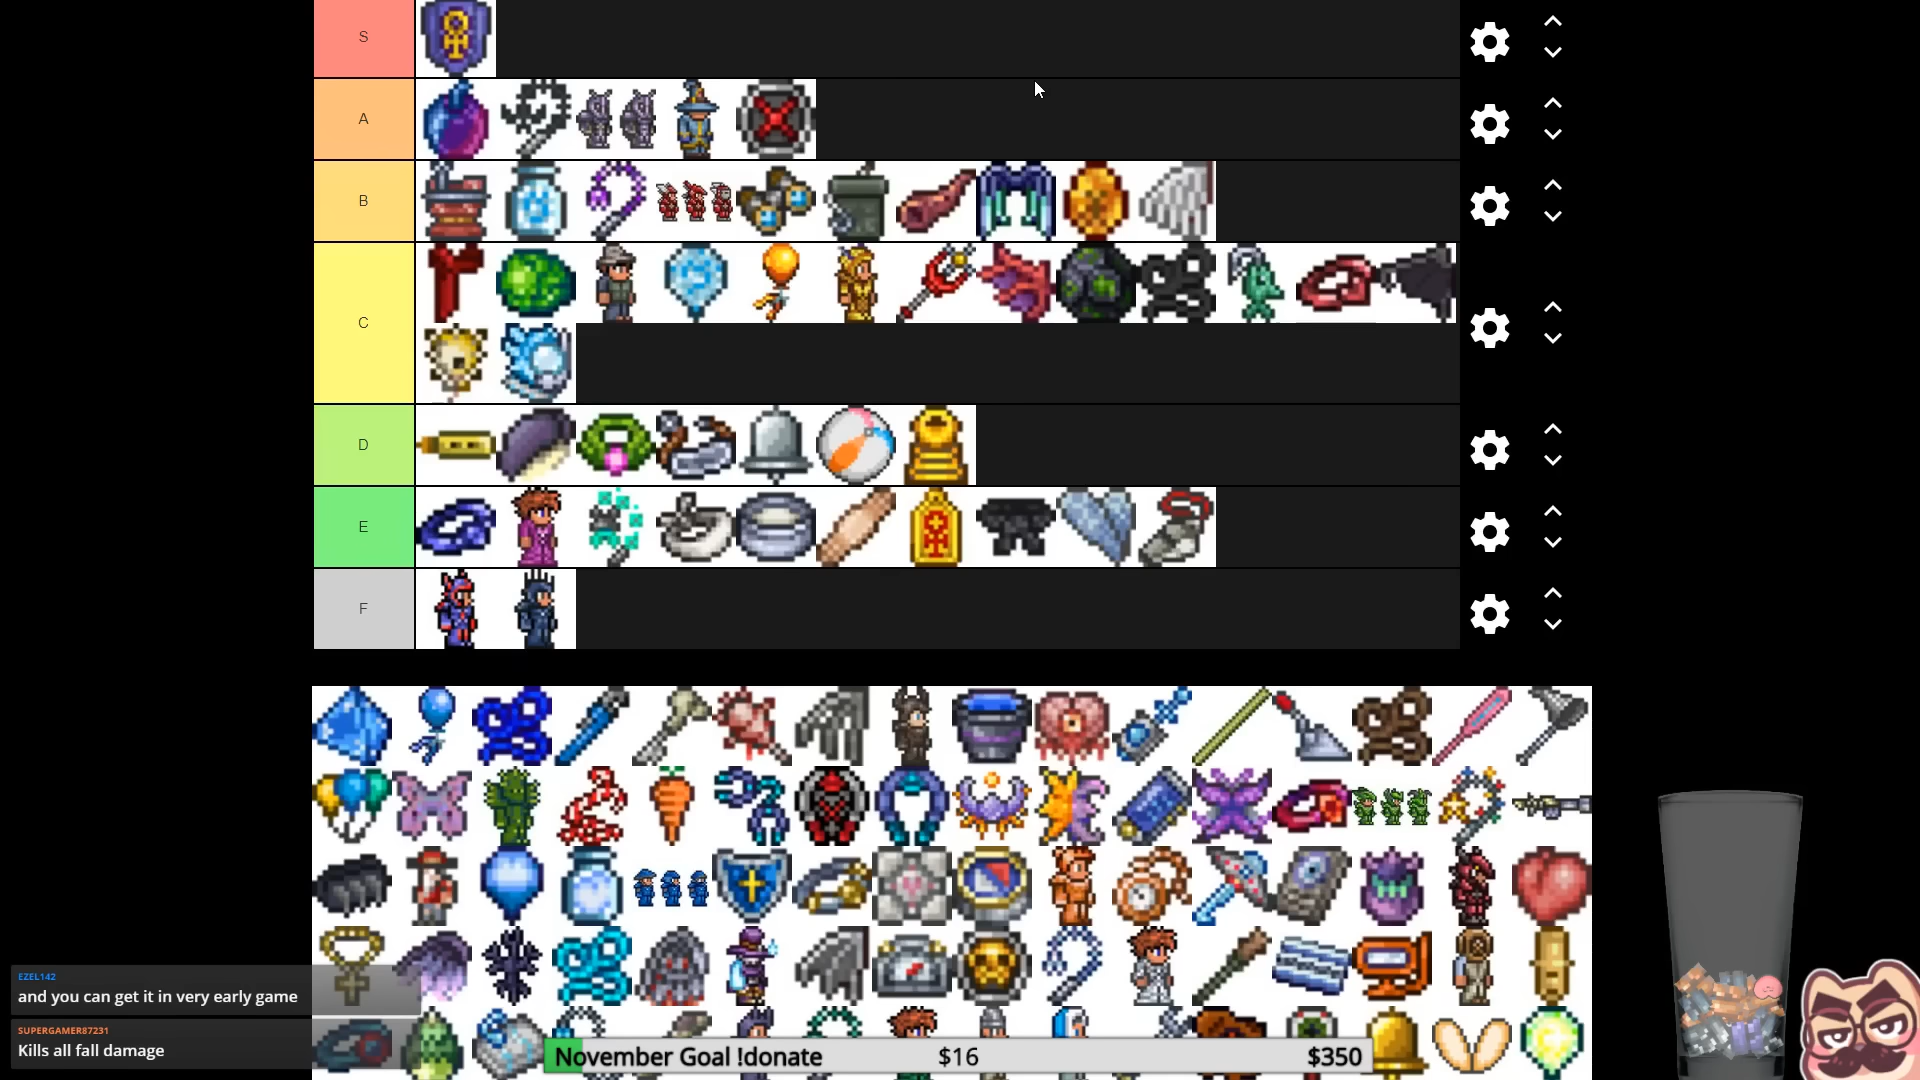 S
A
B
C
D
E
F
EZEL142
and you can get it in very early game
SUPERGAMER87231
Kills all fall damage
November Goal !donate $16 $350